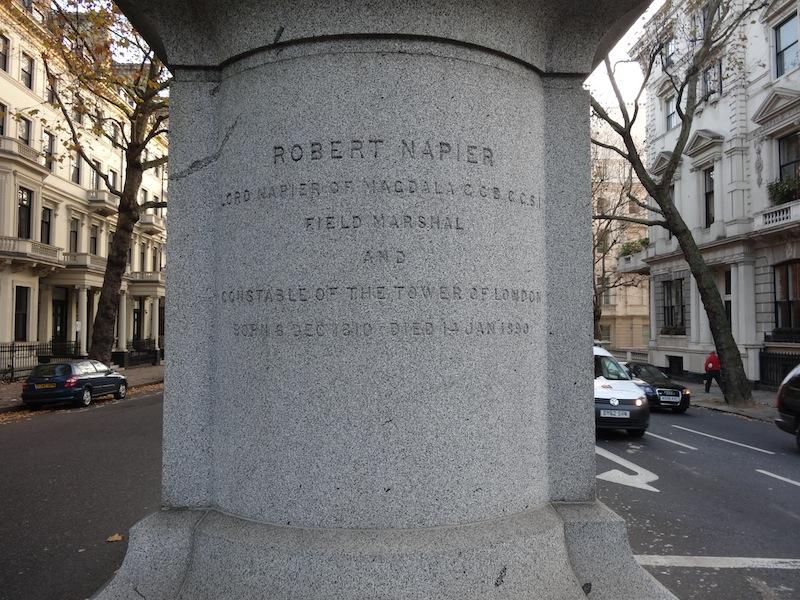 ROBERT NAPIER
LORD NAPIER OF MAGDALA G.C.B. G.C.S.I
FIELD MARSHAL
AND
CONSTABLE OF THE TOWER OF LONDON
BORN 6 DEC 1810 - DIED 14 JAN 1890